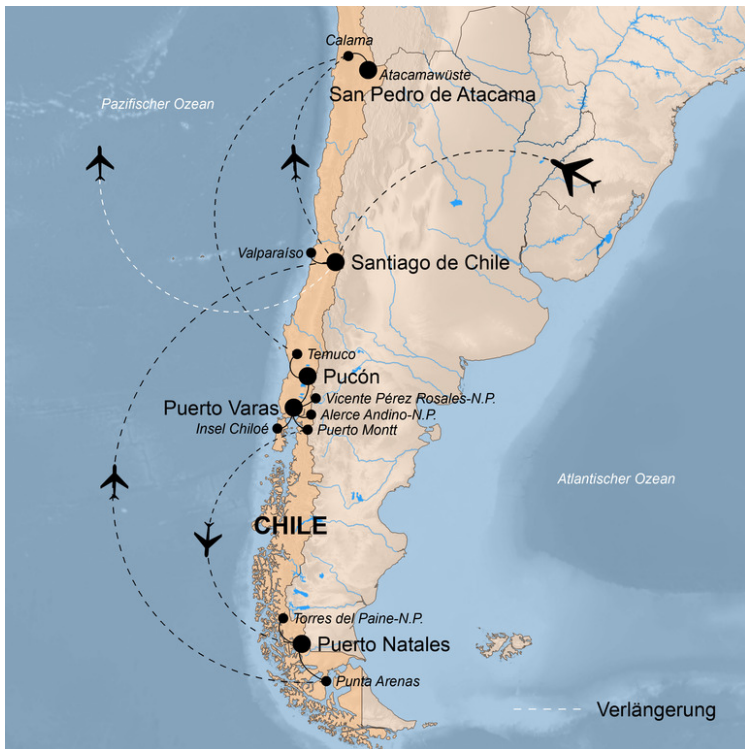 Calama
Atacamawüste
San Pedro de Atacama
Pazifischer Ozean
Valparaíso
Santiago de Chile
Temuco
Pucón
Vicente Pérez Rosales-N.P.
Puerto Varas
Alerce Andino-N.P.
Insel Chiloé
Puerto Montt
Atlantischer Ozean
CHILE
Torres del Paine-N.P.
Puerto Natales
Punta Arenas
Verlängerung